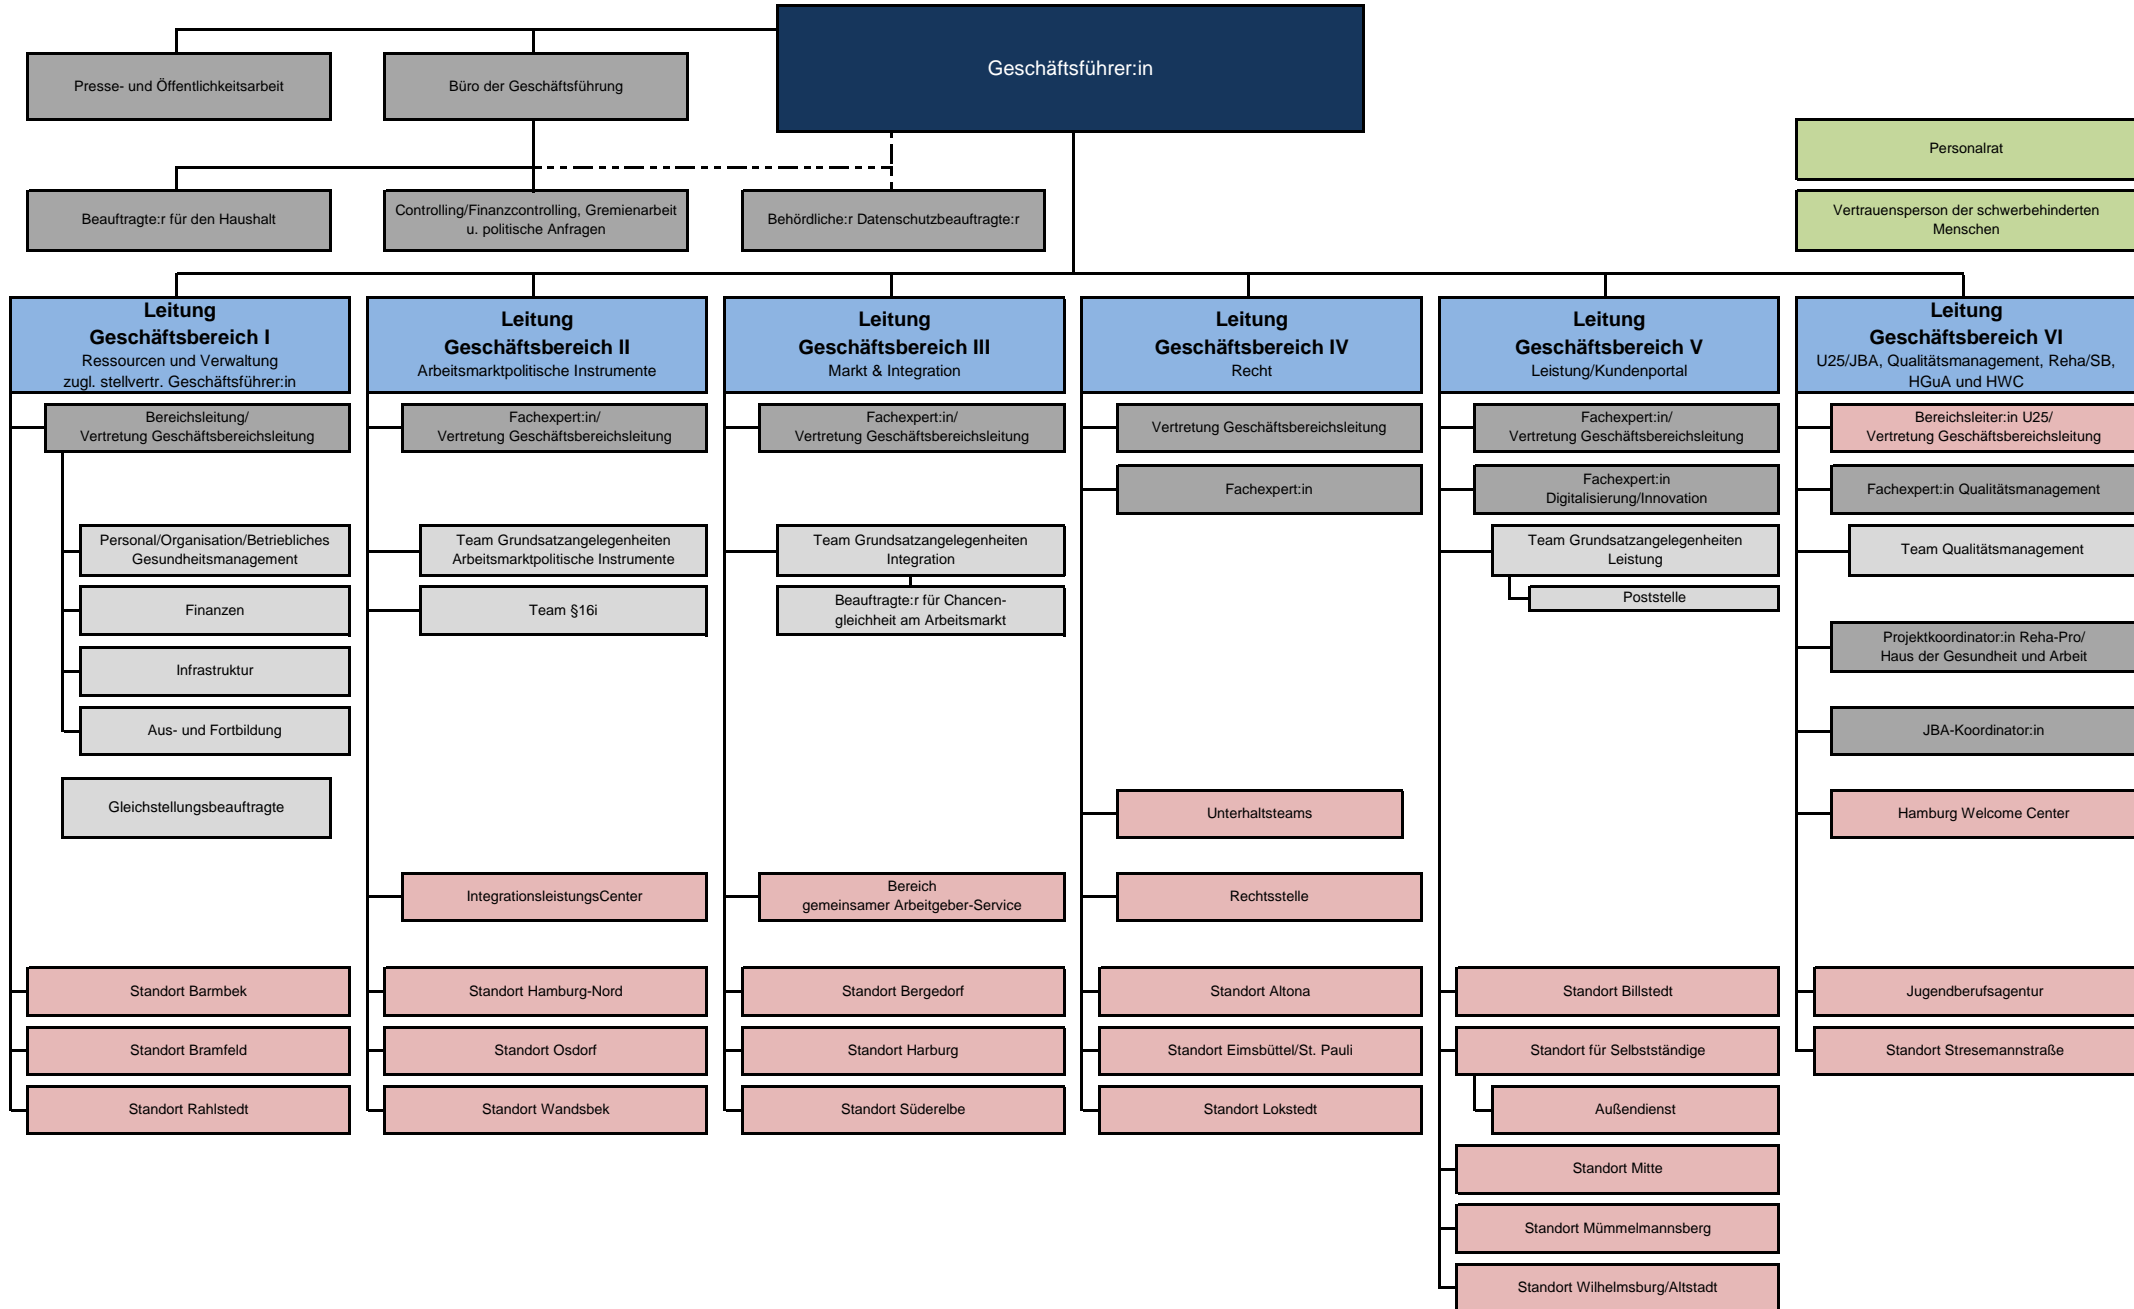 Geschäftsführer:in
Presse- und Öffentlichkeitsarbeit
Büro der Geschäftsführung
Personalrat
Beauftragte:r für den Haushalt
Controlling/Finanzcontrolling, Gremienarbeit
u. politische Anfragen
Behördliche:r Datenschutzbeauftragte:r
Vertrauensperson der schwerbehinderten
Menschen
Leitung
Geschäftsbereich I
Ressourcen und Verwaltung
zugl. stellvertr. Geschäftsführer:in
Bereichsleitung/
Vertretung Geschäftsbereichsleitung
Personal/Organisation/Betriebliches
Gesundheitsmanagement
Finanzen
Infrastruktur
Aus- und Fortbildung
Gleichstellungsbeauftragte
Standort Barmbek
Standort Bramfeld
Standort Rahlstedt
Leitung
Geschäftsbereich II
Arbeitsmarktpolitische Instrumente
Fachexpert:in/
Vertretung Geschäftsbereichsleitung
Team Grundsatzangelegenheiten
Arbeitsmarktpolitische Instrumente
Team §16i
IntegrationsleistungsCenter
Standort Hamburg-Nord
Standort Osdorf
Standort Wandsbek
Leitung
Geschäftsbereich III
Markt & Integration
Fachexpert:in/
Vertretung Geschäftsbereichsleitung
Team Grundsatzangelegenheiten
Integration
Beauftragte:r für Chancen-
gleichheit am Arbeitsmarkt
Bereich
gemeinsamer Arbeitgeber-Service
Standort Bergedorf
Standort Harburg
Standort Süderelbe
Leitung
Geschäftsbereich IV
Recht
Vertretung Geschäftsbereichsleitung
Fachexpert:in
Unterhaltsteams
Rechtsstelle
Standort Altona
Standort Eimsbüttel/St. Pauli
Standort Lokstedt
Leitung
Geschäftsbereich V
Leistung/Kundenportal
Fachexpert:in/
Vertretung Geschäftsbereichsleitung
Fachexpert:in
Digitalisierung/Innovation
Team Grundsatzangelegenheiten
Leistung
Poststelle
Standort Billstedt
Standort für Selbstständige
Außendienst
Standort Mitte
Standort Mümmelmannsberg
Standort Wilhelmsburg/Altstadt
Leitung
Geschäftsbereich VI
U25/JBA, Qualitätsmanagement, Reha/SB,
HGuA und HWC
Bereichsleiter:in U25/
Vertretung Geschäftsbereichsleitung
Fachexpert:in Qualitätsmanagement
Team Qualitätsmanagement
Projektkoordinator:in Reha-Pro/
Haus der Gesundheit und Arbeit
JBA-Koordinator:in
Hamburg Welcome Center
Jugendberufsagentur
Standort Stresemannstraße